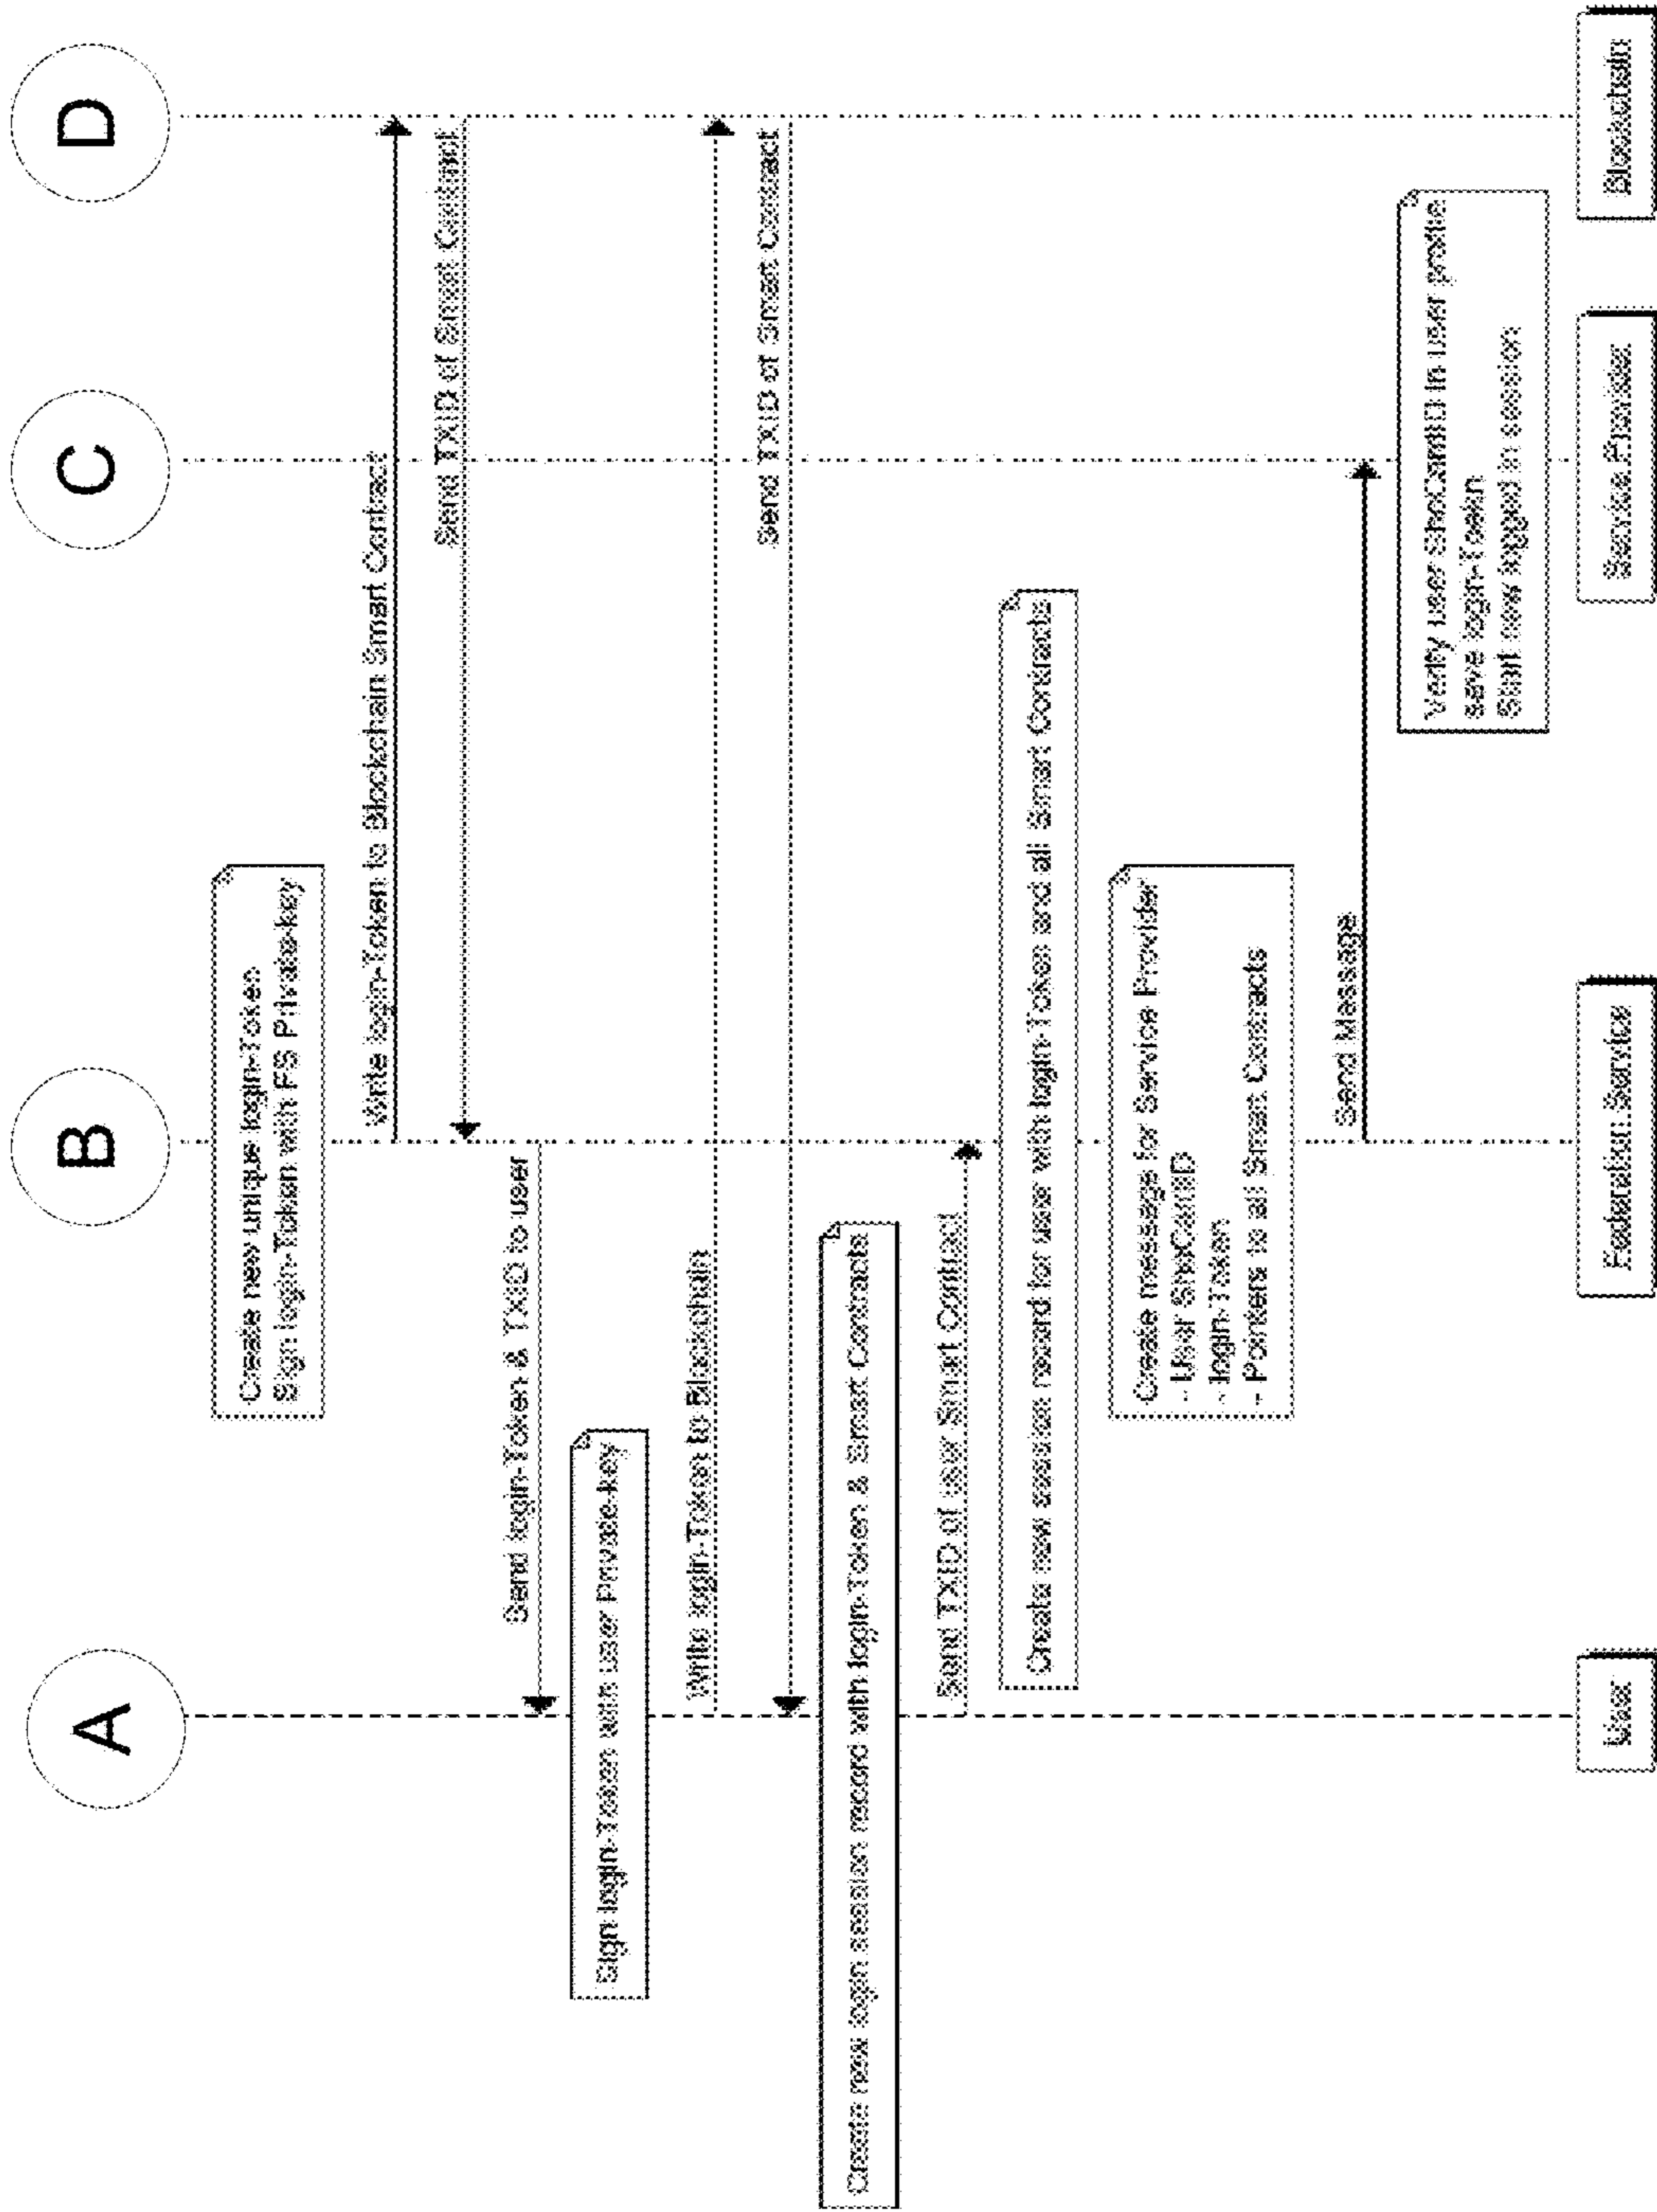 A
B
C
D
Create new unique login-Token
Sign login-Token with FS Private-key
Write login-Token to Blockchain Smart Contract
Send TXID of Smart Contract
Send login-Token & TXID to user
Sign login-Token with user Private-key
Write login-Token to Blockchain
Send TXID of Smart Contract
Create new login session record with login-Token & Smart Contracts
Send TXID of user Smart Contract
Create new session record for user with login-Token and all Smart Contracts
Create message for Service Provider
- User ShoCardID
- login-Token
- Pointers to all Smart Contracts
Send Message
Verify user ShoCardID in user profile
save login-Token
Start new logged in session
User
Federation Service
Service Provider
Blockchain